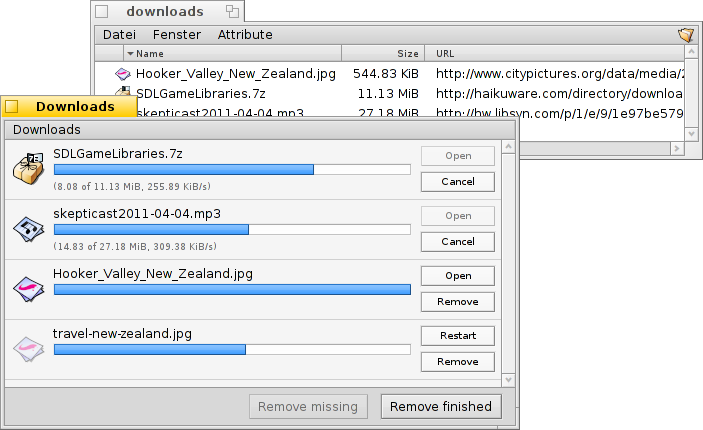 downloads
Datei Fenster Attribute
Name Size URL
Hooker_Valley_New_Zealand.jpg 544.83 KiB http://www.citypictures.org/data/media/2
SDLGameLibraries.7z 11.13 MiB http://haikuware.com/directory/downloa
skepticast2011-04-04.mp3 27.18 MiB http://hw.libsyn.com/p/1/e/9/1e97be579
Downloads
Downloads
SDLGameLibraries.7z
Open
(8.08 of 11.13 MiB, 255.89 KiB/s)
Cancel
skepticast2011-04-04.mp3
Open
(14.83 of 27.18 MiB, 309.38 KiB/s)
Cancel
Hooker_Valley_New_Zealand.jpg
Open
Remove
travel-new-zealand.jpg
Restart
Remove
Remove missing Remove finished